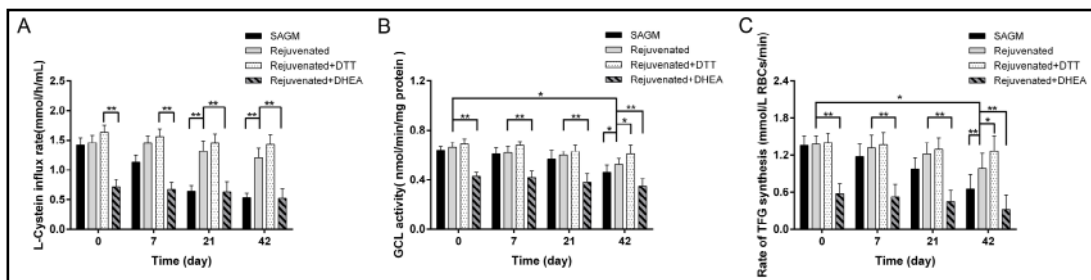 A
SAGM
Rejuvenated
Rejuvenated+DTT
Rejuvenated+DHEA
L-Cystein influx rate(mmol/h/mL)
2.0
1.5
1.0
0.5
0.0
**
**
**
**
**
**
0
7
21
42
Time (day)
B
SAGM
Rejuvenated
Rejuvenated+DTT
Rejuvenated+DHEA
GCL activity( nmol/min/mg protein )
1.2
0.9
0.6
0.3
0.0
*
**
**
**
**
*
*
0
7
21
42
Time (day)
C
SAGM
Rejuvenated
Rejuvenated+DTT
Rejuvenated+DHEA
Rate of TFG synthesis (mmol/L RBCs/min)
2.4
1.8
1.2
0.6
0.0
*
**
**
**
**
**
*
0
7
21
42
Time (day)